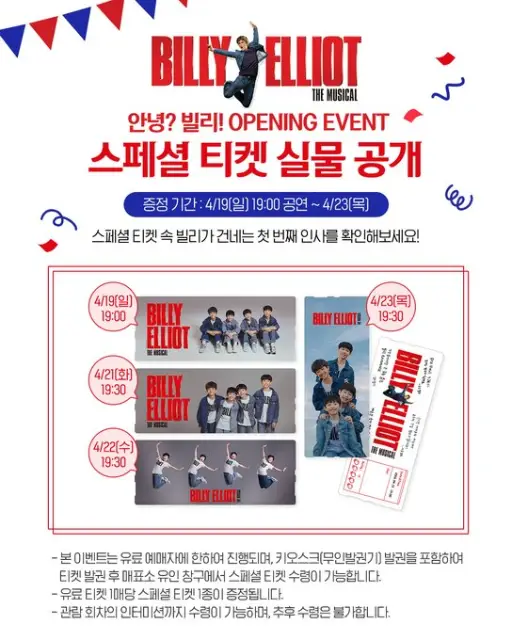 BILLY ELLIOT
THE MUSICAL
안녕? 빌리! OPENING EVENT
스페셜 티켓 실물 공개
증정 기간 : 4/19(일) 19:00 공연 ~ 4/23(목)
스페셜 티켓 속 빌리가 건네는 첫 번째 인사를 확인해보세요!
4/19(일)
19:00
BILLY
ELLIOT
THE MUSICAL
4/21(화)
19:30
BILLY
ELLIOT
THE MUSICAL
4/22(수)
19:30
BILLY ELLIOT
4/23(목)
19:30
BILLY ELLIOT
BILLY ELLIOT
THE MUSICAL
- 본 이벤트는 유료 예매자에 한하여 진행되며, 키오스크(무인발권기) 발권을 포함하여
티켓 발권 후 매표소 유인 창구에서 스페셜 티켓 수령이 가능합니다.
- 유료 티켓 1매당 스페셜 티켓 1종이 증정됩니다.
- 관람 회차의 인터미션까지 수령이 가능하며, 추후 수령은 불가합니다.